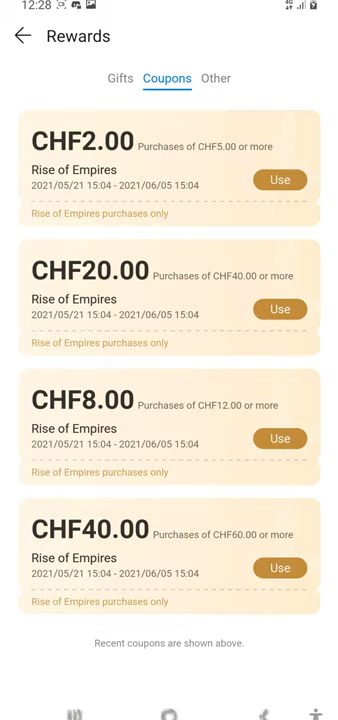 12:28
4G
Rewards
Gifts Coupons Other
CHF2.00 Purchases of CHF5.00 or more
Rise of Empires
2021/05/21 15:04 - 2021/06/05 15:04
Use
Rise of Empires purchases only
CHF20.00 Purchases of CHF40.00 or more
Rise of Empires
2021/05/21 15:04 - 2021/06/05 15:04
Use
Rise of Empires purchases only
CHF8.00 Purchases of CHF12.00 or more
Rise of Empires
2021/05/21 15:04 - 2021/06/05 15:04
Use
Rise of Empires purchases only
CHF40.00 Purchases of CHF60.00 or more
Rise of Empires
2021/05/21 15:04 - 2021/06/05 15:04
Use
Rise of Empires purchases only
Recent coupons are shown above.